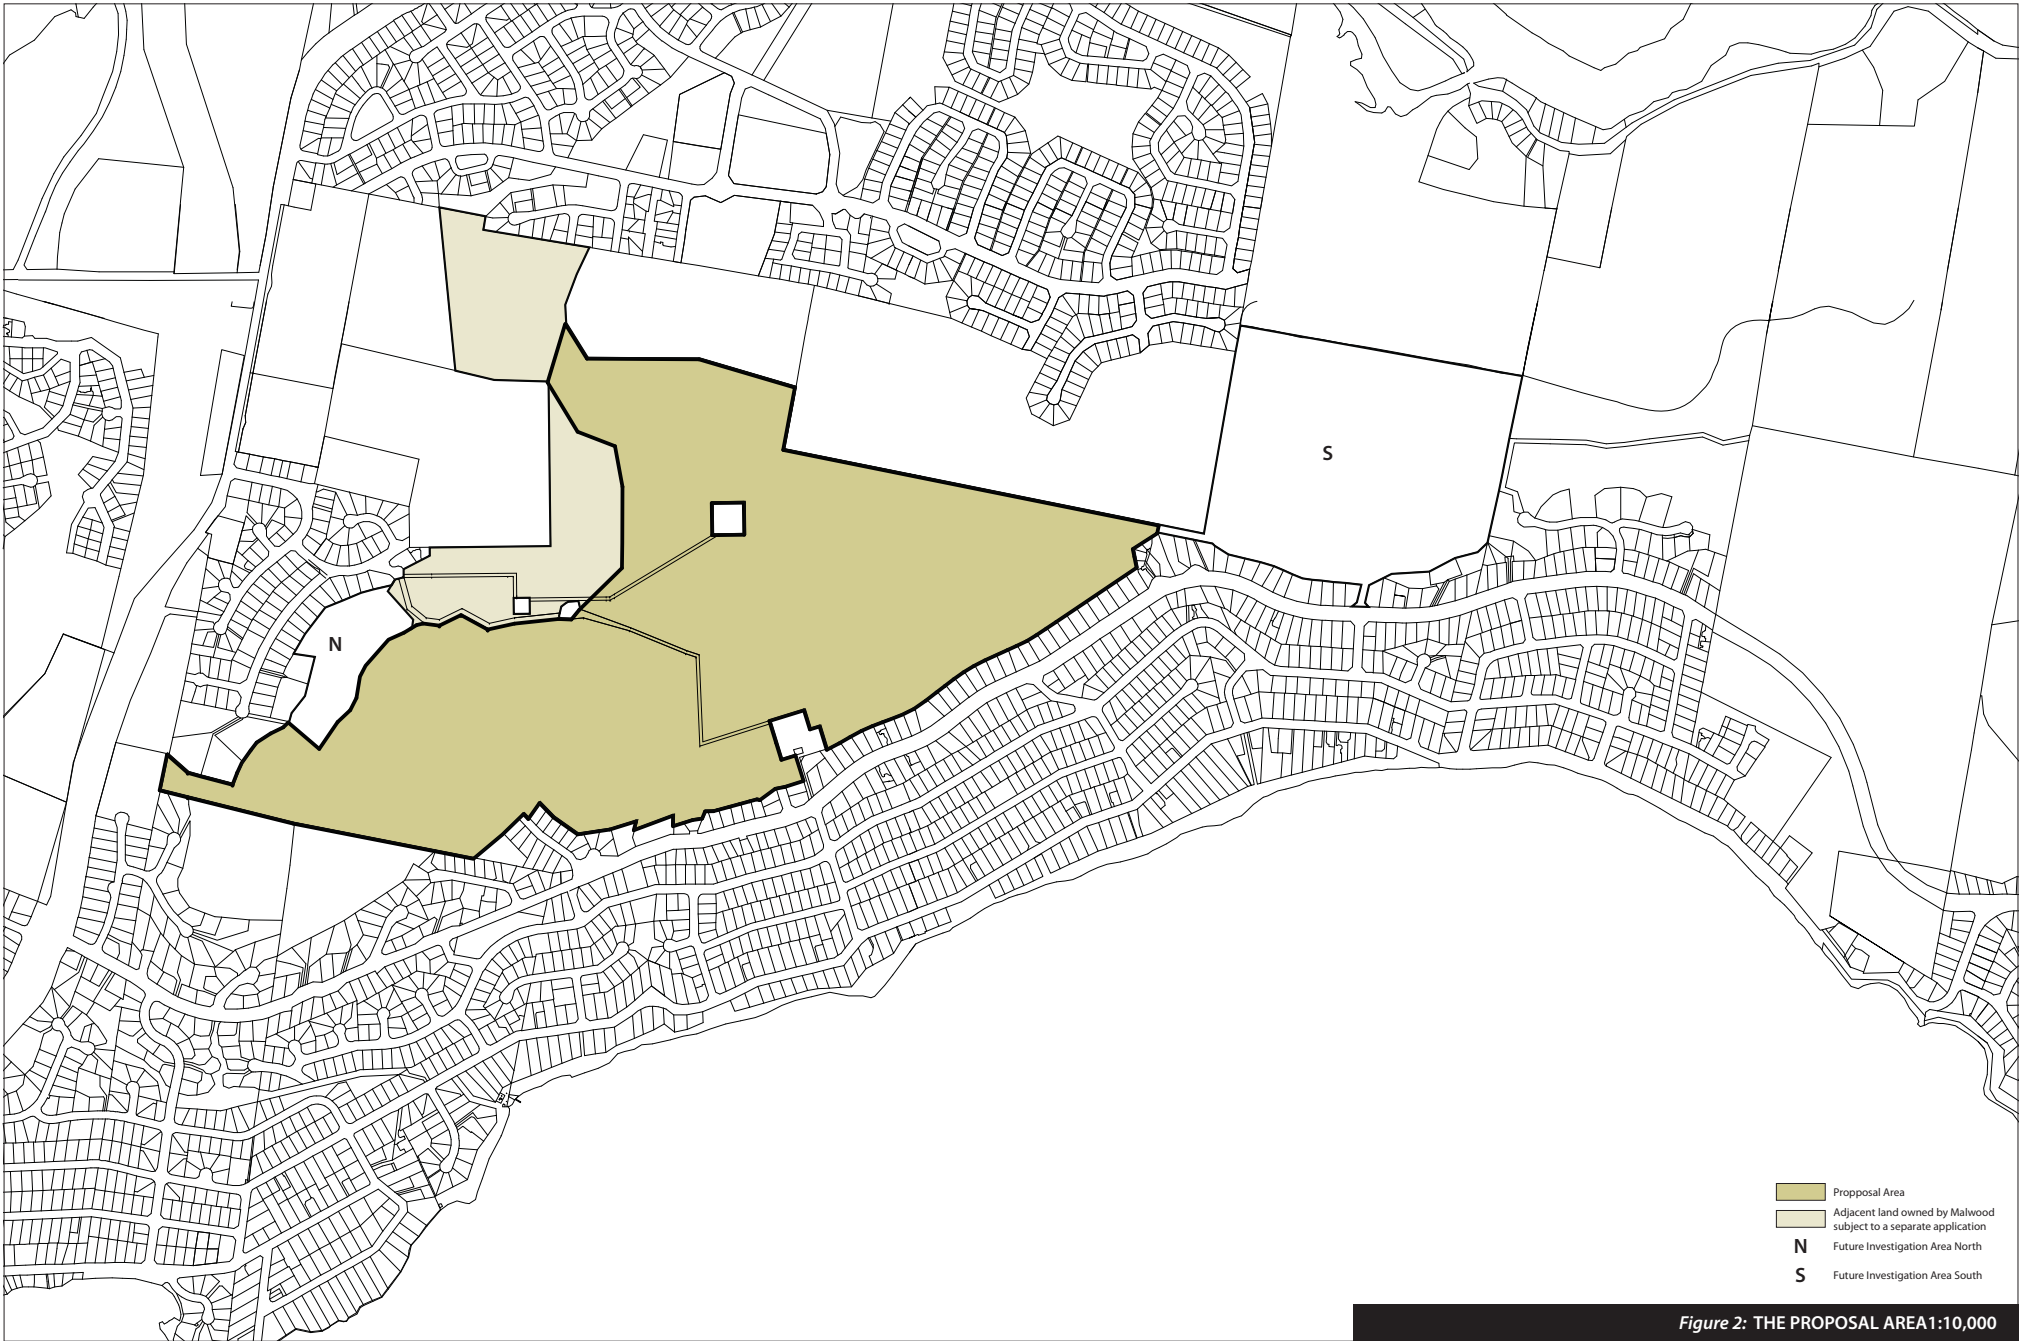 S
N
Propposal Area
Adjacent land owned by Malwood
subject to a separate application
N Future Investigation Area North
S Future Investigation Area South
Figure 2: THE PROPOSAL AREA1:10,000